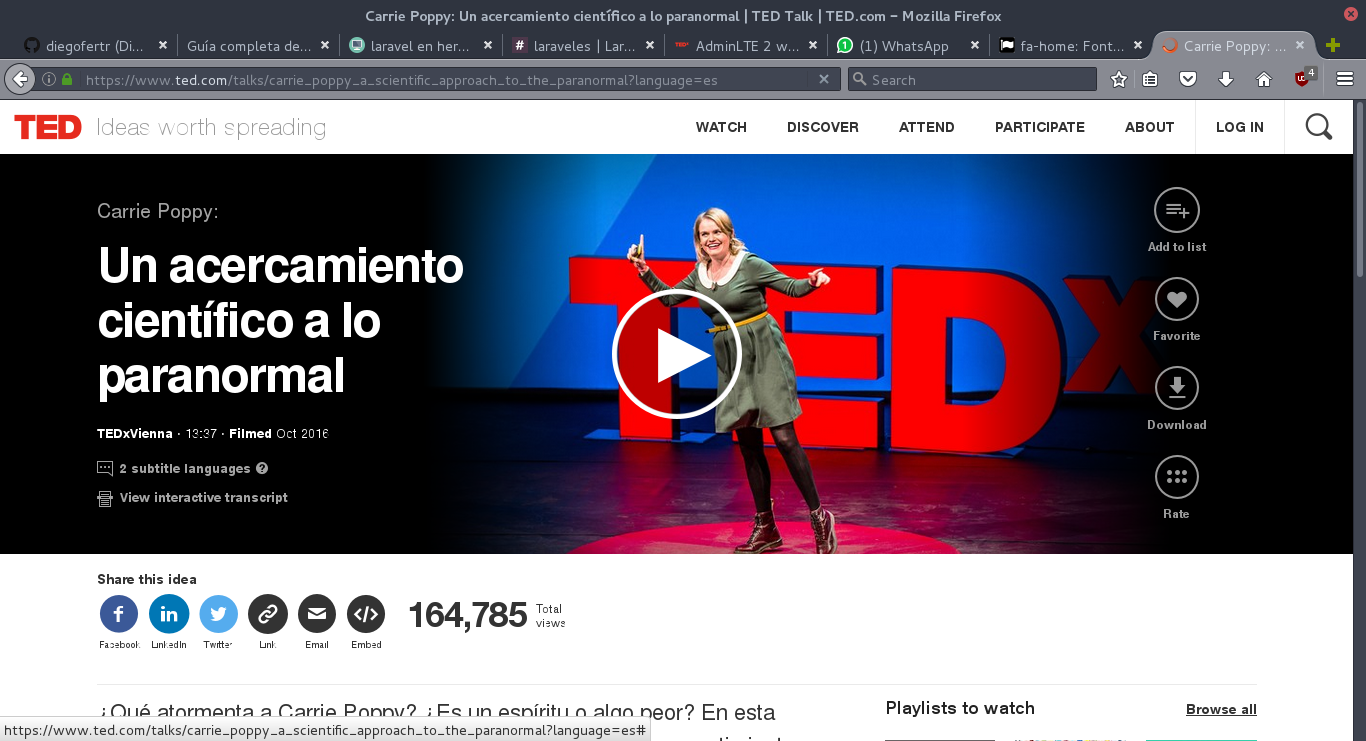 Carrie Poppy: Un acercamiento científico a lo paranormal | TED Talk | TED.com – Mozilla Firefox
diegofertr (Di... Guía completa de... laravel en her... laraveles | Lar... AdminLTE 2 w... (1) WhatsApp fa-home: Font... Carrie Poppy: ...
https://www.ted.com/talks/carrie_poppy_a_scientific_approach_to_the_paranormal?language=es Search 4
TED Ideas worth spreading WATCH DISCOVER ATTEND PARTICIPATE ABOUT LOG IN
Carrie Poppy:
Un acercamiento
científico a lo
paranormal
TEDxVienna · 13:37 · Filmed Oct 2016
2 subtitle languages
View interactive transcript
TEDx
Add to list
Favorite
Download
Rate
Share this idea
Facebook LinkedIn Twitter Link Email Embed
164,785 Total views
¿Qué atormenta a Carrie Poppy? ¿Es un espíritu o algo peor? En esta
Playlists to watch Browse all
https://www.ted.com/talks/carrie_poppy_a_scientific_approach_to_the_paranormal?language=es#